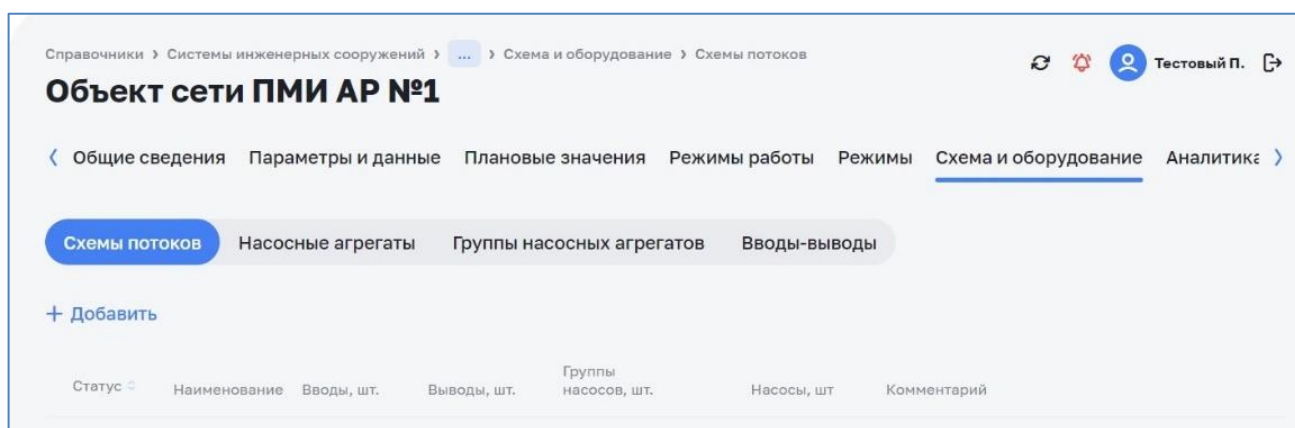 Справочники > Системы инженерных сооружений > ... > Схема и оборудование > Схемы потоков
Тестовый П.
Объект сети ПМИ АР №1
Общие сведения Параметры и данные Плановые значения Режимы работы Режимы Схема и оборудование Аналитика
Схемы потоков Насосные агрегаты Группы насосных агрегатов Вводы-выводы
+ Добавить
Статус Наименование Вводы, шт. Выводы, шт. Группы насосов, шт. Насосы, шт Комментарий